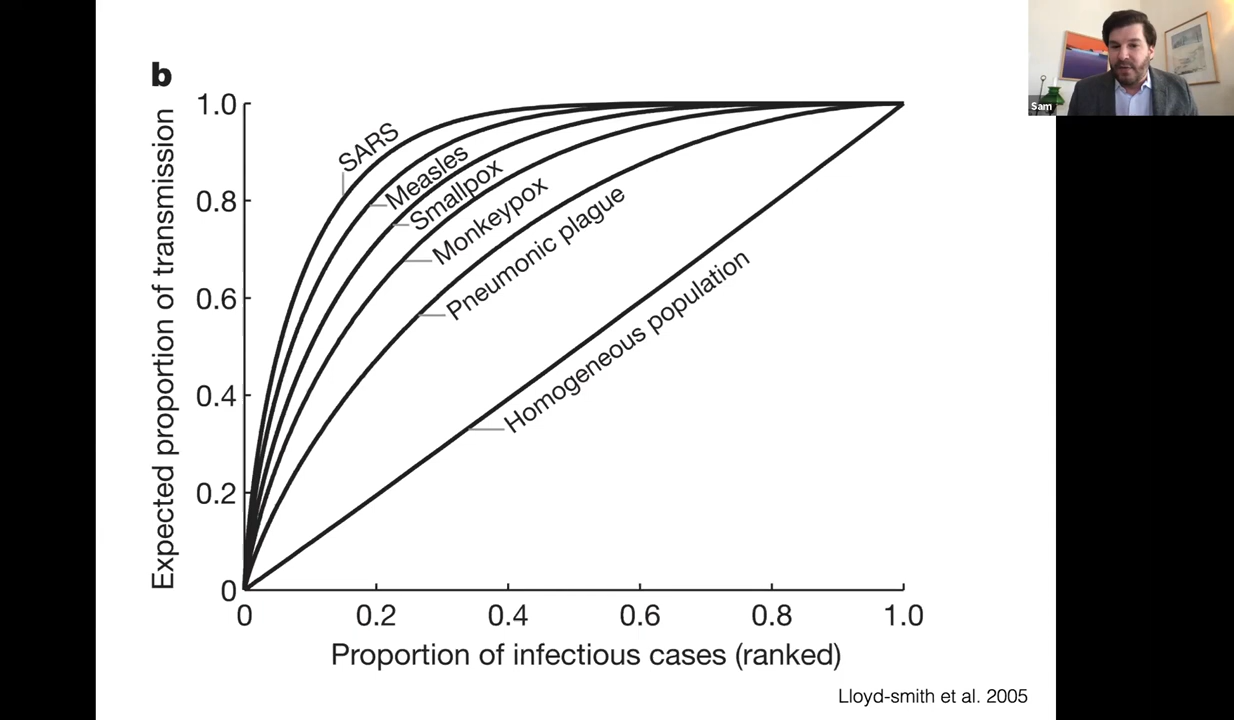 b
Expected proportion of transmission
1.0
0.8
0.6
0.4
0.2
0
SARS
Measles
Smallpox
Monkeypox
Pneumonic plague
Homogeneous population
0 0.2 0.4 0.6 0.8 1.0
Proportion of infectious cases (ranked)
Lloyd-smith et al. 2005
Sam